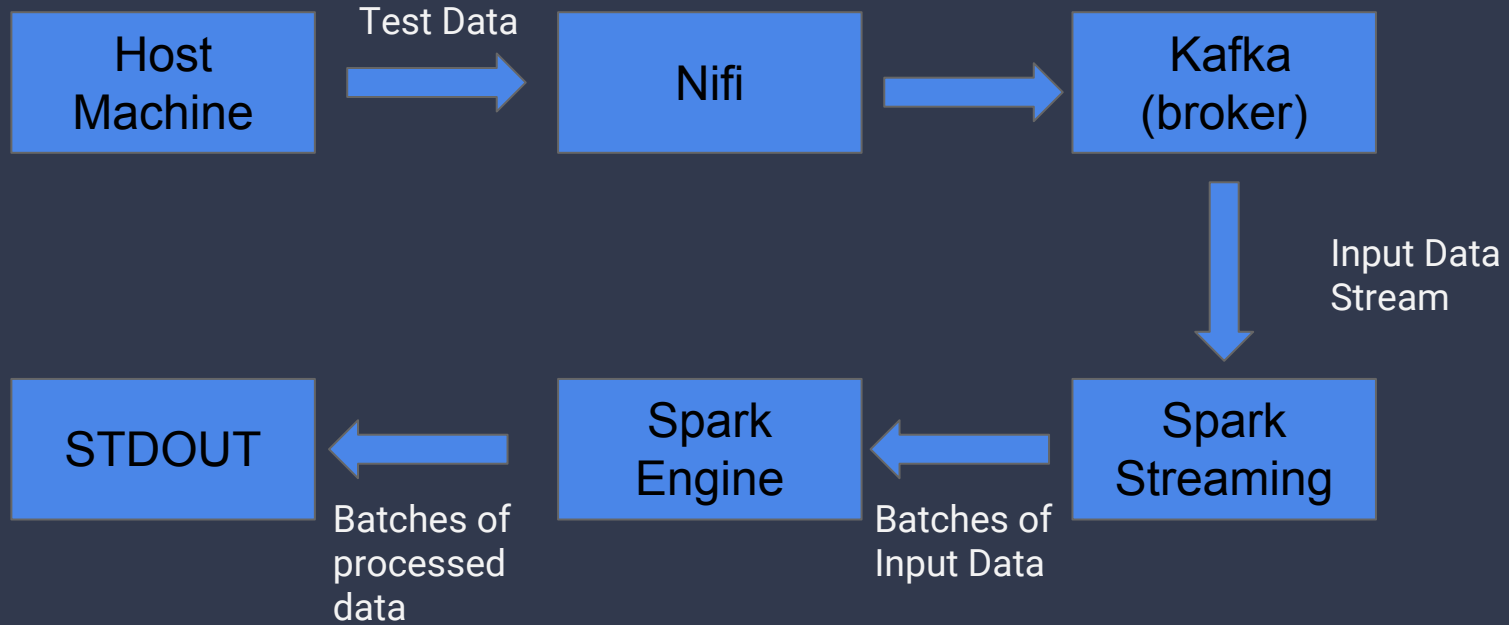 Host
Machine
Test Data
Nifi
Kafka
(broker)
Input Data
Stream
Spark
Streaming
Batches of
Input Data
Spark
Engine
Batches of
processed
data
STDOUT